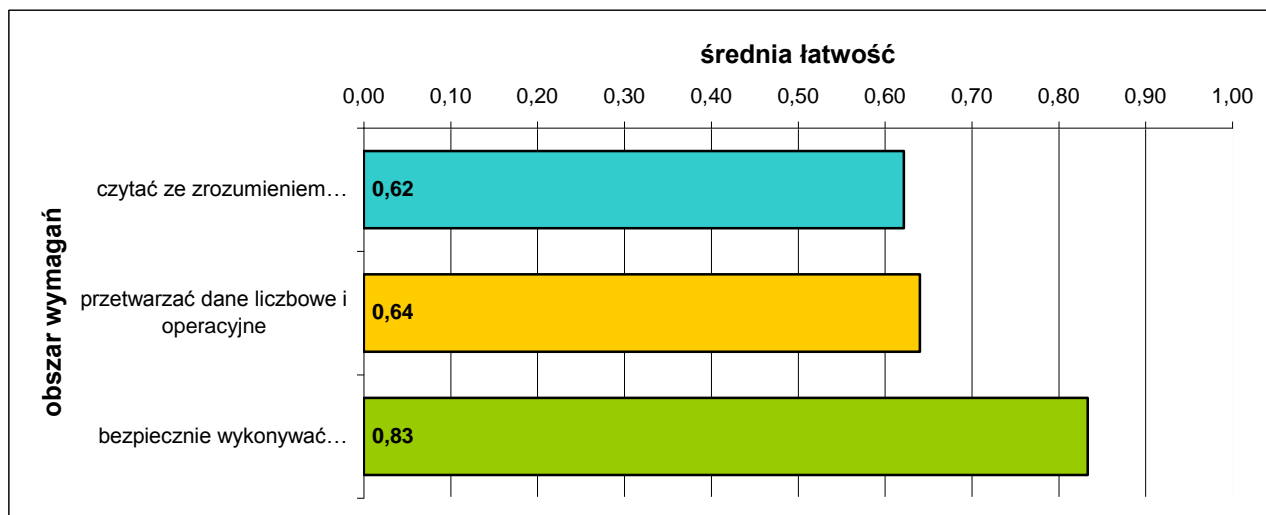 średnia łatwość
0,00 0,10 0,20 0,30 0,40 0,50 0,60 0,70 0,80 0,90 1,00
obszar wymagań
czytać ze zrozumieniem…
0,62
przetwarzać dane liczbowe i
operacyjne
0,64
bezpiecznie wykonywać…
0,83